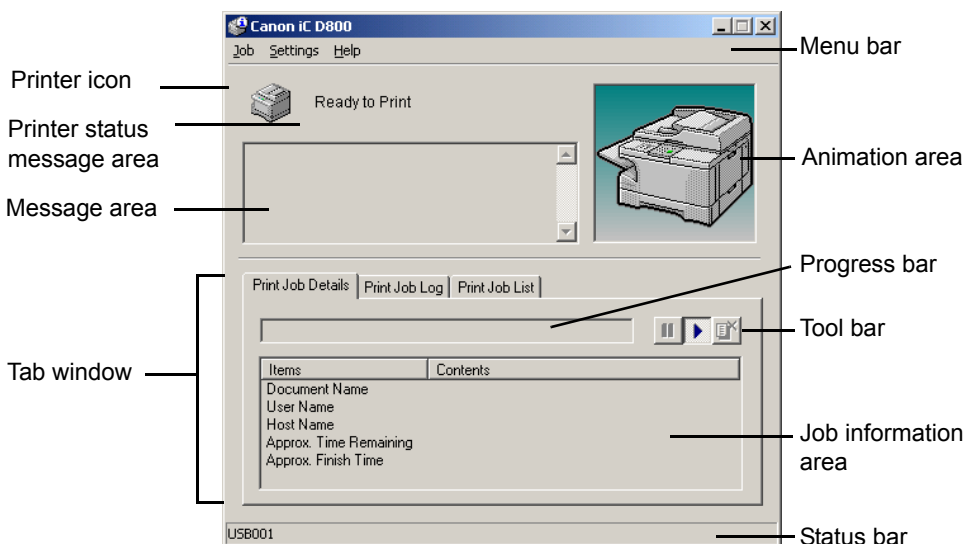 Canon iC D800
Job Settings Help
Menu bar
Printer icon
Ready to Print
Printer status
message area
Animation area
Message area
Progress bar
Print Job Details Print Job Log Print Job List
Tool bar
Tab window
Items Contents
Document Name
User Name
Host Name
Approx. Time Remaining
Approx. Finish Time
Job information
area
USB001
Status bar